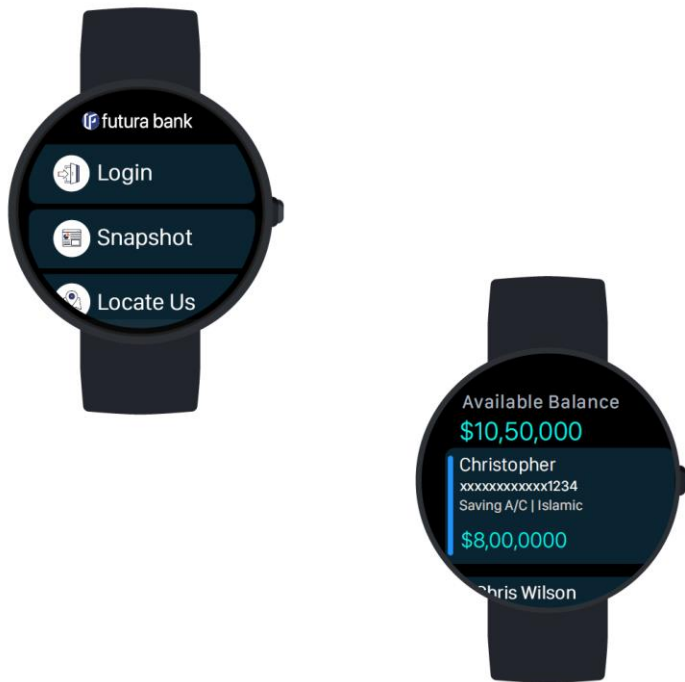 futura bank
Login
Snapshot
Locate Us
Available Balance
$10,50,000
Christopher
xxxxxxxxxxxx1234
Saving A/C | Islamic
$8,00,0000
Chris Wilson